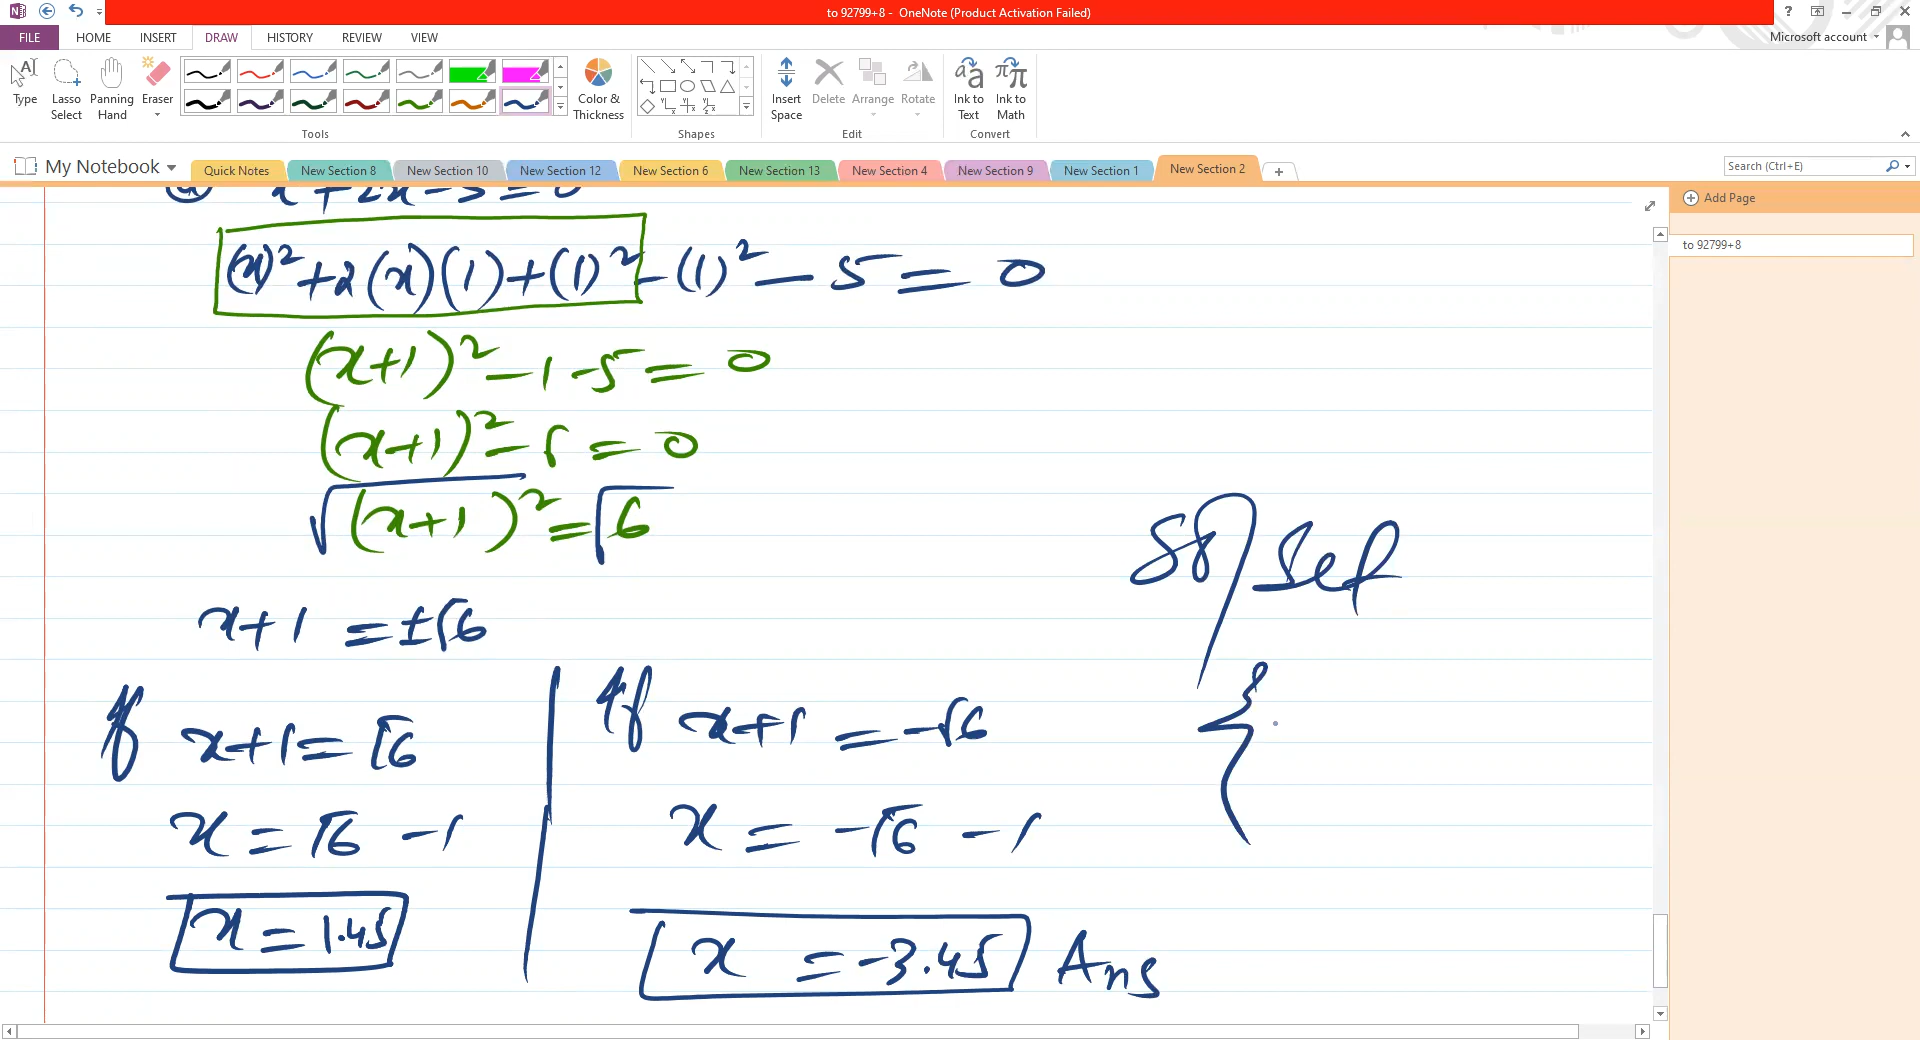 to 92799+8 - OneNote (Product Activation Failed)
?
FILE HOME INSERT DRAW HISTORY REVIEW VIEW
Microsoft account
Type
Lasso Select
Panning Hand
Eraser
Color & Thickness
Insert Space
Delete
Arrange
Rotate
Ink to Text
Ink to Math
Tools
Shapes
Edit
Convert
My Notebook
Quick Notes
New Section 8
New Section 10
New Section 12
New Section 6
New Section 13
New Section 4
New Section 9
New Section 1
New Section 2
Search (Ctrl+E)
Add Page
to 92799+8
x+2x-5=0
(x)²+2(x)(1)+(1)²-(1)²-5=0
(x+1)²-1-5=0
(x+1)²-6=0
√(x+1)²=√6
x+1=±√6
If x+1=√6
x=√6-1
x=1.45
If x+1=-√6
x=-√6-1
x=-3.45 Ans
{